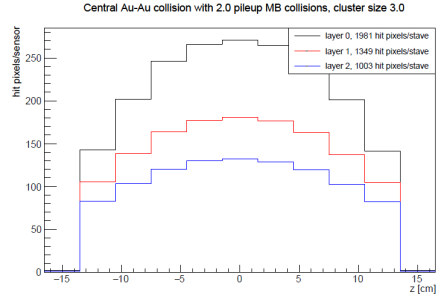 Central Au-Au collision with 2.0 pileup MB collisions, cluster size 3.0
hit pixels/sensor
layer 0, 1981 hit pixels/stave
layer 1, 1349 hit pixels/stave
layer 2, 1003 hit pixels/stave
250
200
150
100
50
0
−15 −10 −5 0 5 10 15
z [cm]